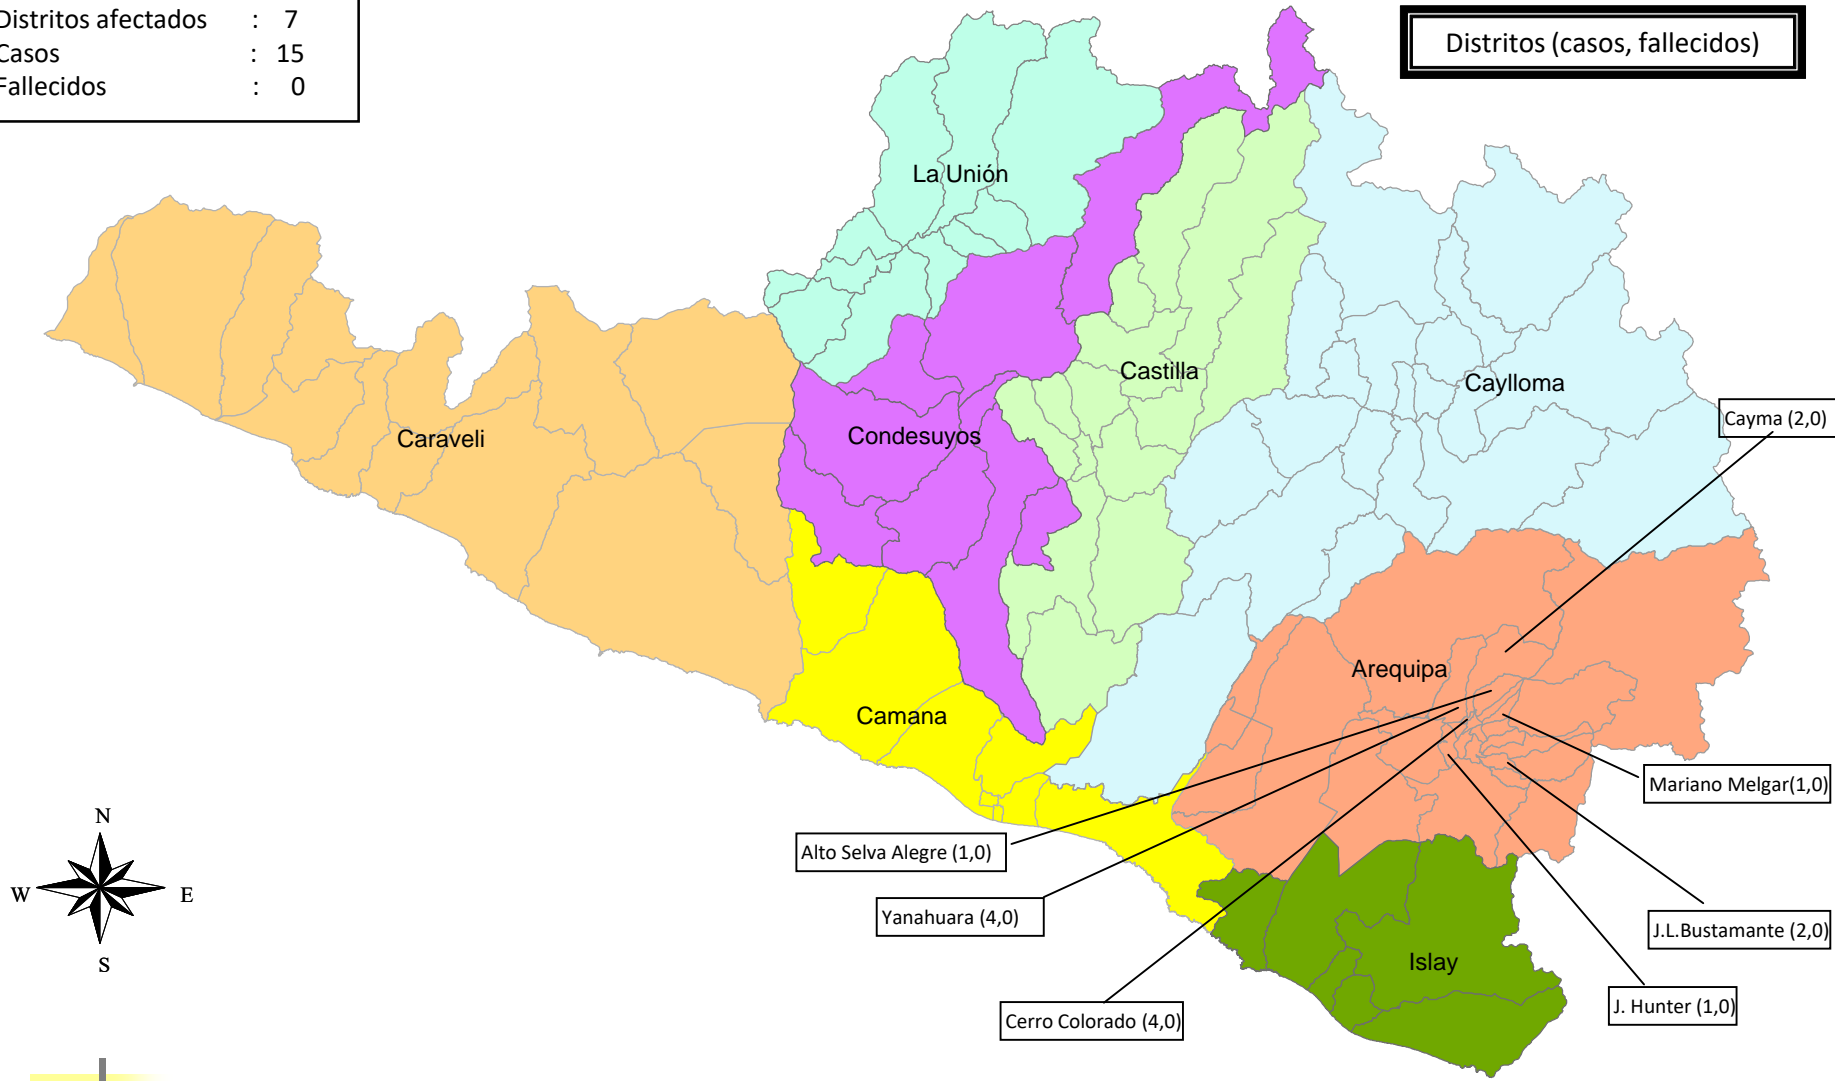 Distritos afectados : 7
Casos : 15
Fallecidos : 0
Distritos (casos, fallecidos)
La Unión
Castilla
Caylloma
Cayma (2,0)
Caraveli
Condesuyos
Arequipa
Camana
Mariano Melgar(1,0)
Alto Selva Alegre (1,0)
Yanahuara (4,0)
J.L.Bustamante (2,0)
Islay
J. Hunter (1,0)
Cerro Colorado (4,0)
N
W E
S